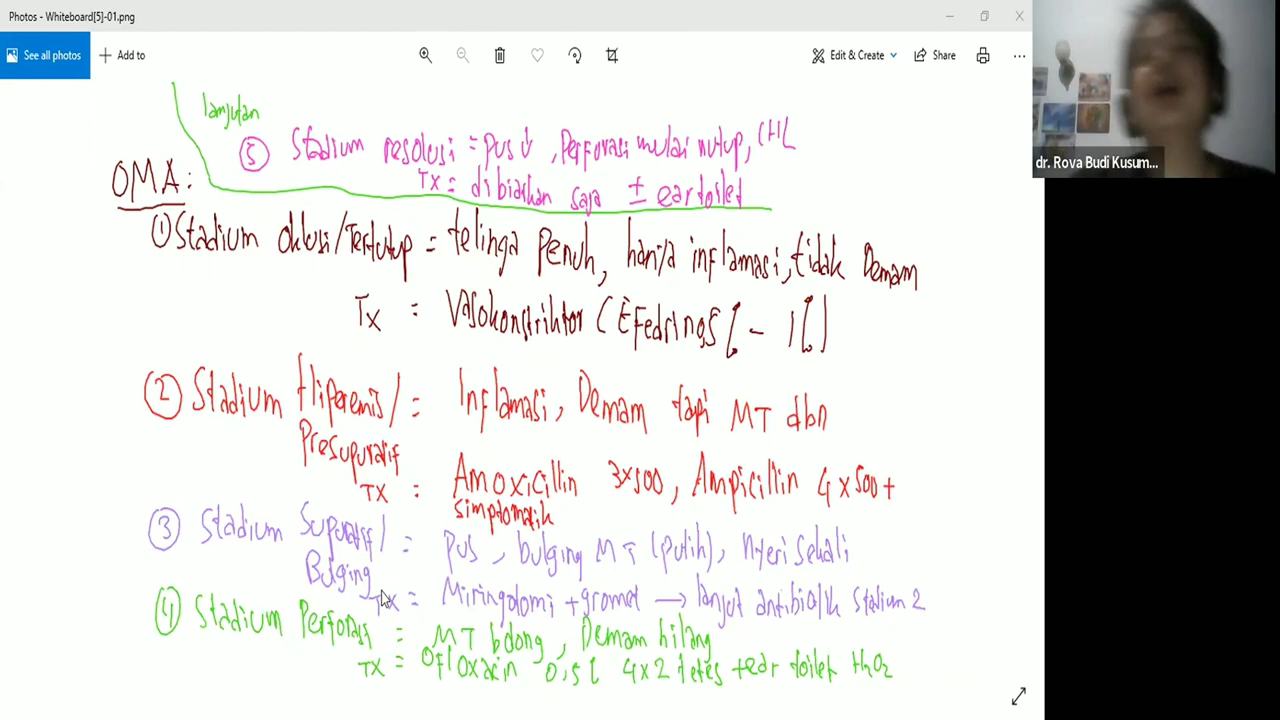 Photos - Whiteboard[5]-01.png
See all photos
Add to
Edit & Create
Share
dr. Rova Budi Kusum...
lanjutan
5 Stadium resolusi = pus ↓, Perforasi mulai nutup, CHL
TX = dibiarkan saja ± ear toilet
OMA:
1 Stadium oklusi/Tertutup = telinga Penuh, hanya inflamasi, tidak Demam
Tx = Vasokonstriktor (Efedrin 0,5% - 1%)
2 Stadium Hiperemis/ = Inflamasi, Demam tapi MT dbn
Presupuratif
TX = Amoxicillin 3x500, Ampicillin 4x500 +
simptomatik
3 Stadium Supuratif/ = pus, bulging MT (putih), nyeri sekali
Bulging
TX = Miringotomi + gromet → lanjut antibiotik Stadium 2
4 Stadium Perforasi = MT bolong, Demam hilang
TX = Ofloxacin 0,5% 4x2 tetes + ear toilet H2O2